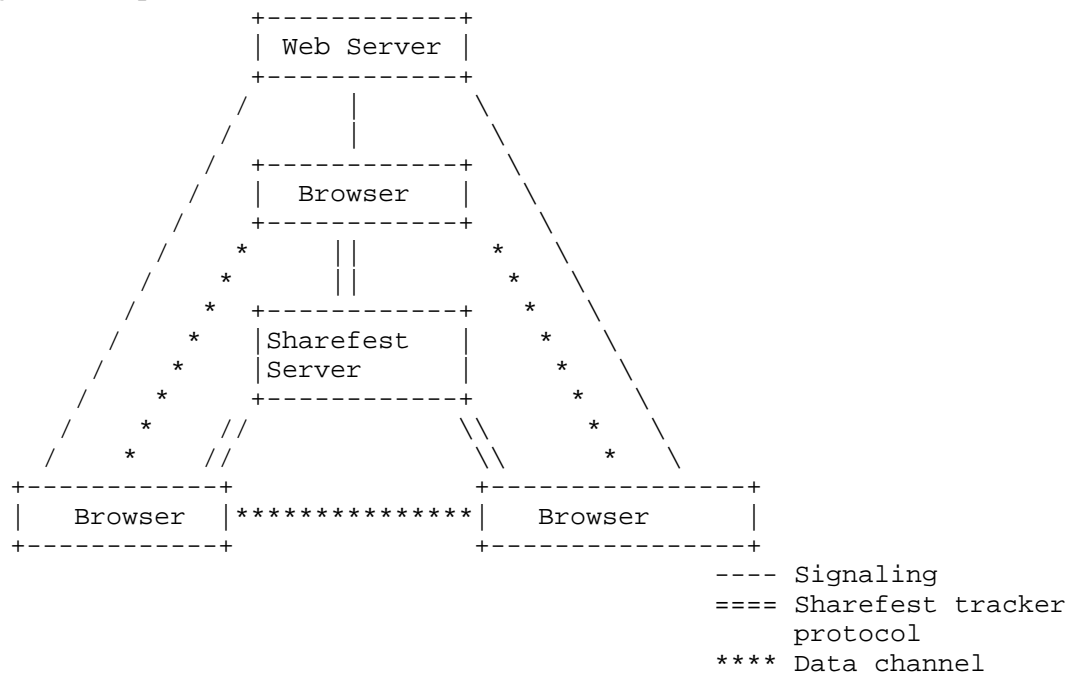 Web Server
Browser
Sharefest
Server
Browser Browser
---- Signaling
==== Sharefest tracker
protocol
**** Data channel